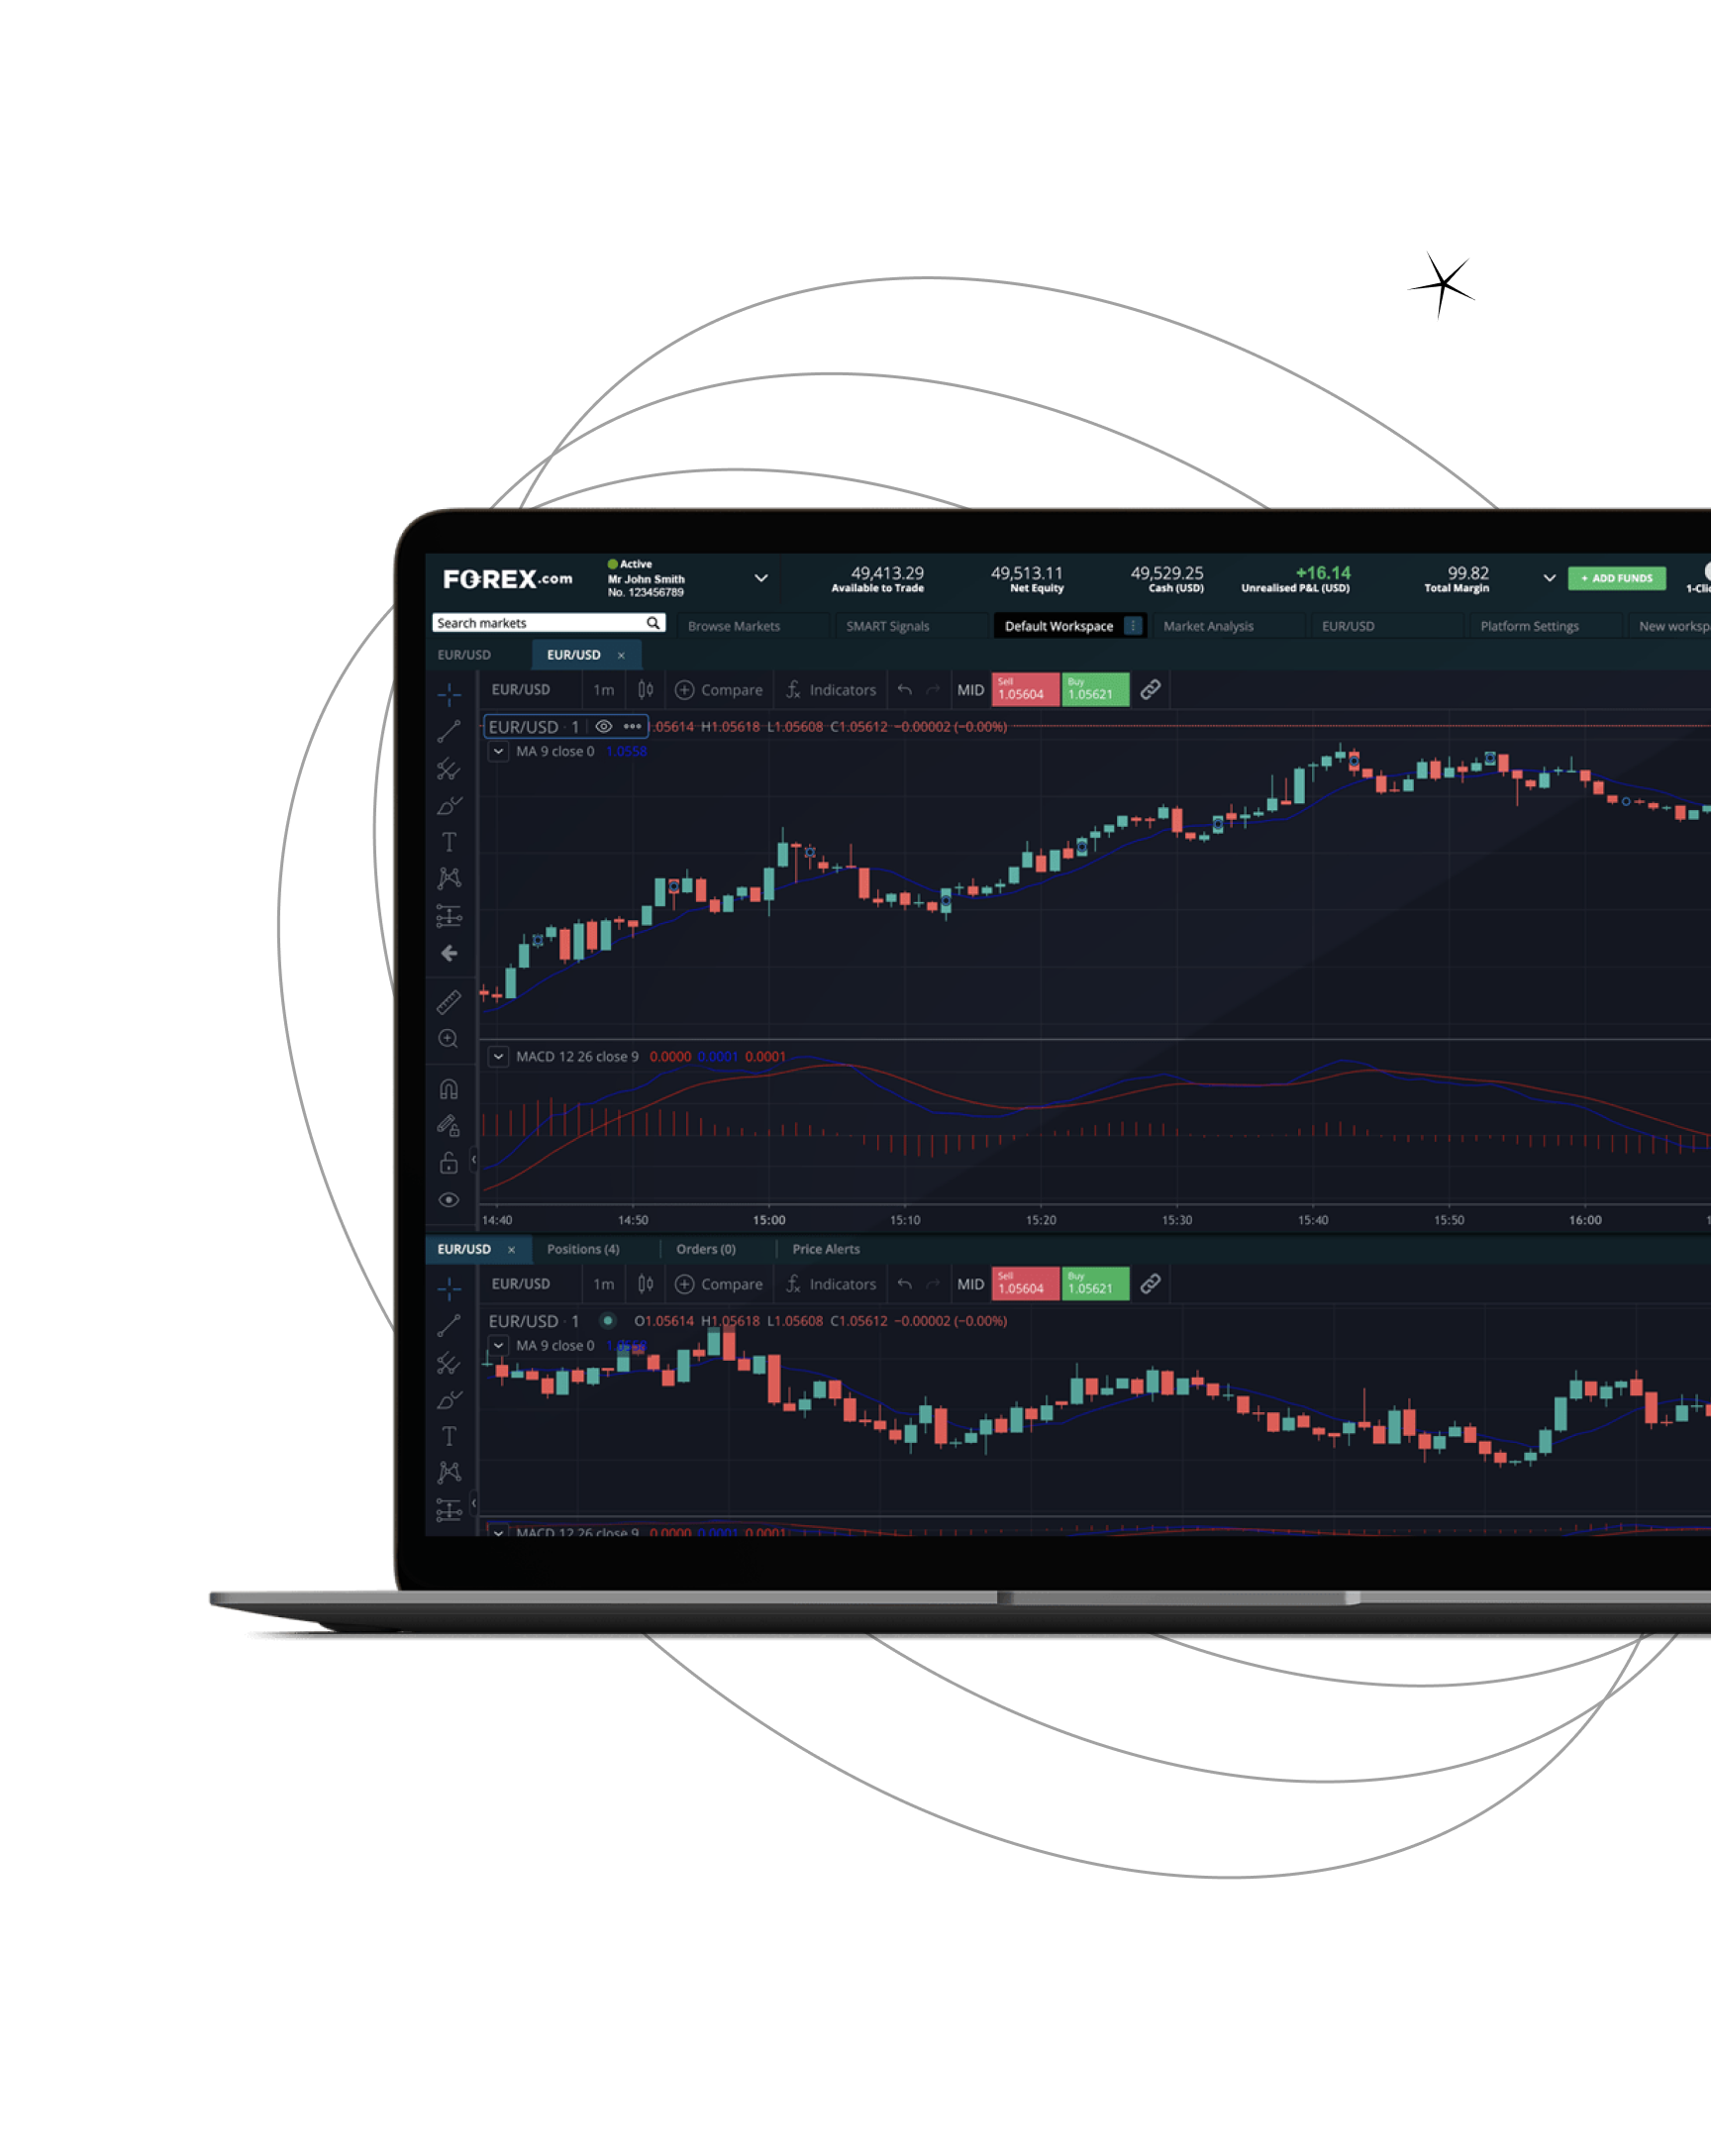 FOREX.com
Active
Mr John Smith
No. 123456789
49,413.29
Available to Trade
49,513.11
Net Equity
49,529.25
Cash (USD)
+16.14
Unrealised P&L (USD)
99.82
Total Margin
+ ADD FUNDS
1-Clic
Search markets
Browse Markets
SMART Signals
Default Workspace
Market Analysis
EUR/USD
Platform Settings
New worksp
EUR/USD
EUR/USD ×
EUR/USD 1m Compare Indicators MID
Sell
1.05604
Buy
1.05621
EUR/USD · 1 .05614 H1.05618 L1.05608 C1.05612 −0.00002 (−0.00%)
MA 9 close 0 1.0558
MACD 12 26 close 9 0.0000 0.0001 0.0001
14:40 14:50 15:00 15:10 15:20 15:30 15:40 15:50 16:00
EUR/USD × Positions (4) Orders (0) Price Alerts
EUR/USD 1m Compare Indicators MID
Sell
1.05604
Buy
1.05621
EUR/USD · 1 O1.05614 H1.05618 L1.05608 C1.05612 −0.00002 (−0.00%)
MA 9 close 0 1.0558
MACD 12 26 close 9 0.0000 0.0001 0.0001